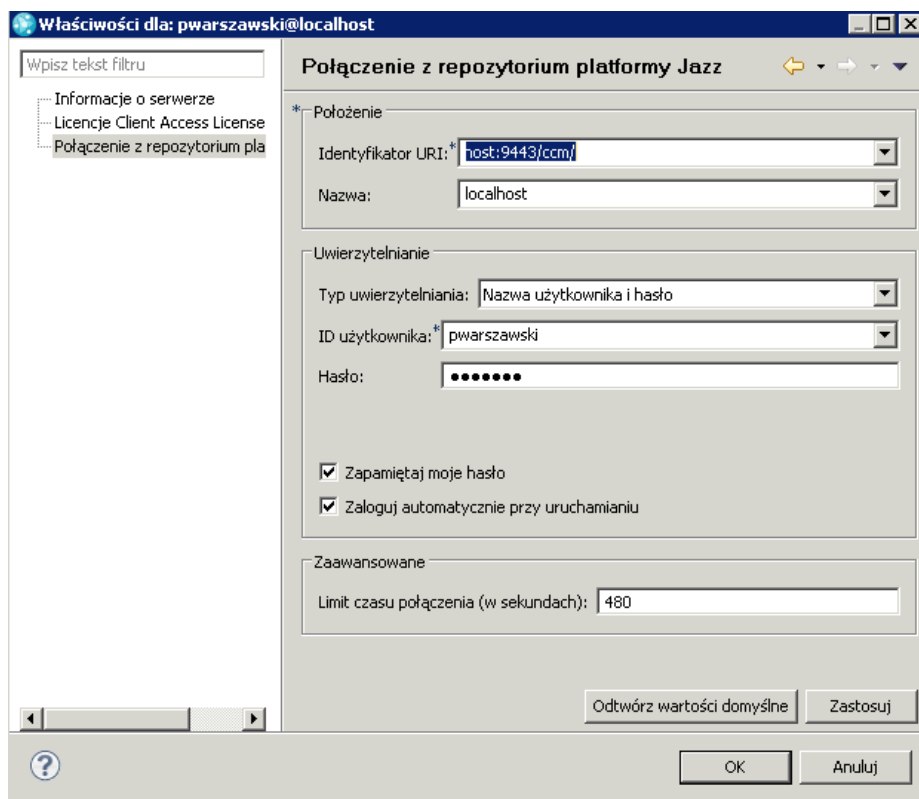 Właściwości dla: pwarszawski@localhost
Wpisz tekst filtru
Informacje o serwerze
Licencje Client Access License
Połączenie z repozytorium pla
Połączenie z repozytorium platformy Jazz
* Położenie
Identyfikator URI:* host:9443/ccm/
Nazwa: localhost
Uwierzytelnianie
Typ uwierzytelniania: Nazwa użytkownika i hasło
ID użytkownika:* pwarszawski
Hasło: ●●●●●●●
Zapamiętaj moje hasło
Zaloguj automatycznie przy uruchamianiu
Zaawansowane
Limit czasu połączenia (w sekundach): 480
Odtwórz wartości domyślne Zastosuj
? OK Anuluj